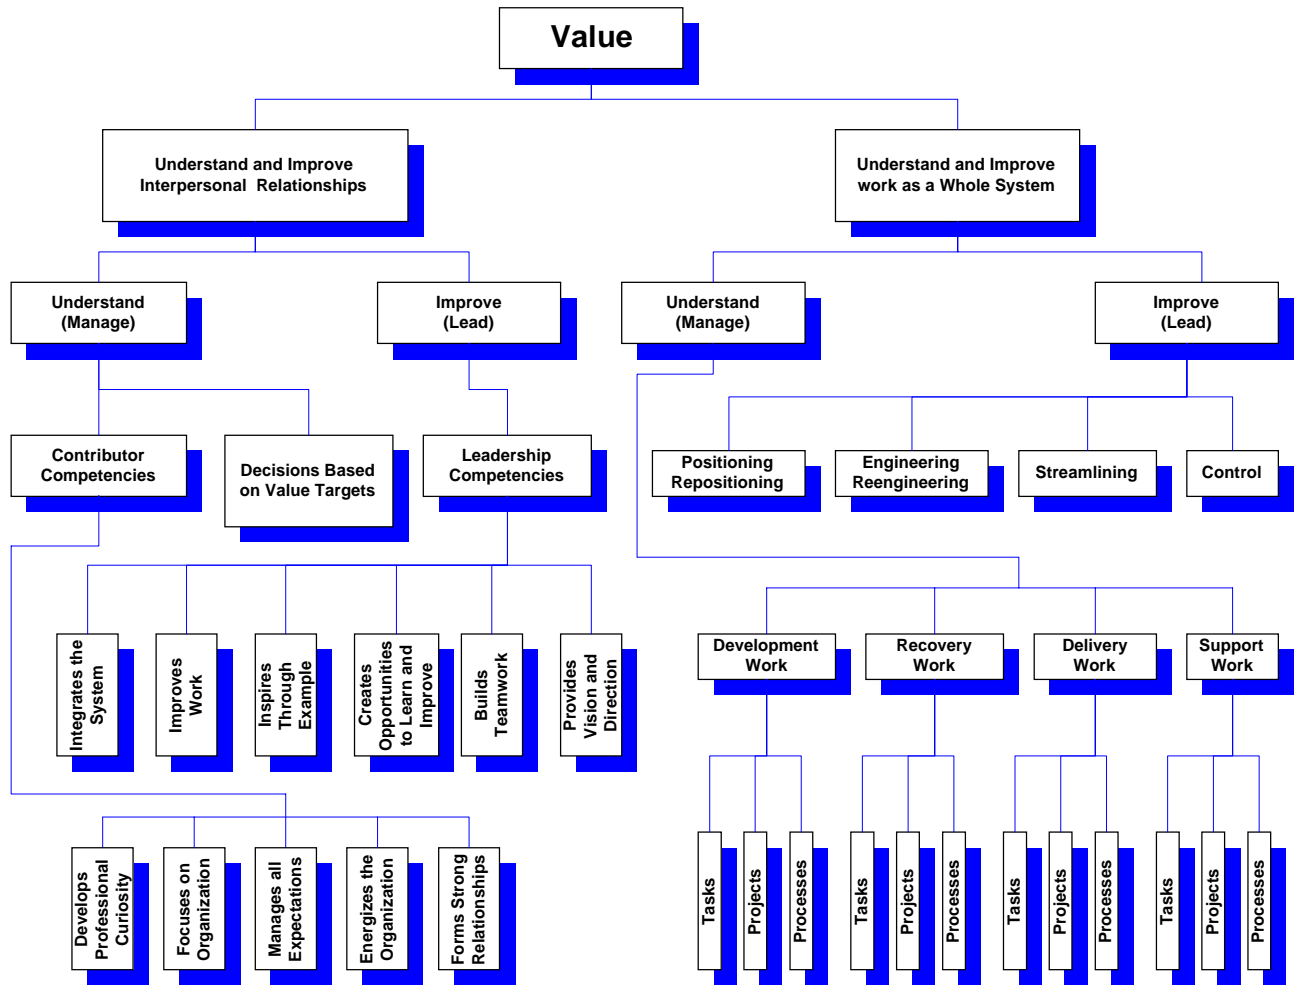 Value
Understand and Improve
Interpersonal Relationships
Understand and Improve
work as a Whole System
Understand
(Manage)
Improve
(Lead)
Understand
(Manage)
Improve
(Lead)
Contributor
Competencies
Decisions Based
on Value Targets
Leadership
Competencies
Positioning
Repositioning
Engineering
Reengineering
Streamlining
Control
Integrates the
System
Improves
Work
Inspires
Through
Example
Creates
Opportunities
to Learn and
Improve
Builds
Teamwork
Provides
Vision and
Direction
Development
Work
Recovery
Work
Delivery
Work
Support
Work
Develops
Professional
Curiosity
Focuses on
Organization
Manages all
Expectations
Energizes the
Organization
Forms Strong
Relationships
Tasks
Projects
Processes
Tasks
Projects
Processes
Tasks
Projects
Processes
Tasks
Projects
Processes